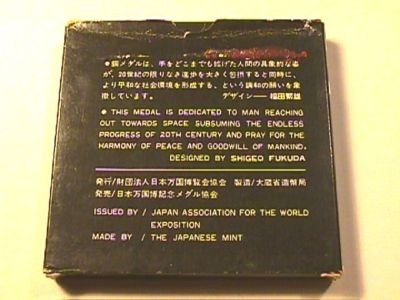 ●銅メダルは、手をどこまでも拡げた人間の具象的な姿
が、20世紀の限りなき進歩を大きく包摂すると同時に、
より平和な社会環境を形成する、という調和の願いを象
徴しています。 デザイン―福田繁雄
● THIS MEDAL IS DEDICATED TO MAN REACHING
OUT TOWARDS SPACE SUBSUMING THE ENDLESS
PROGRESS OF 20TH CENTURY AND PRAY FOR THE
HARMONY OF PEACE AND GOODWILL OF MANKIND.
DESIGNED BY SHIGEO FUKUDA
発行/財団法人日本万国博覧会協会 製造/大蔵省造幣局
発売/日本万国博記念メダル協会
ISSUED BY / JAPAN ASSOCIATION FOR THE WORLD
EXPOSITION
MADE BY / THE JAPANESE MINT